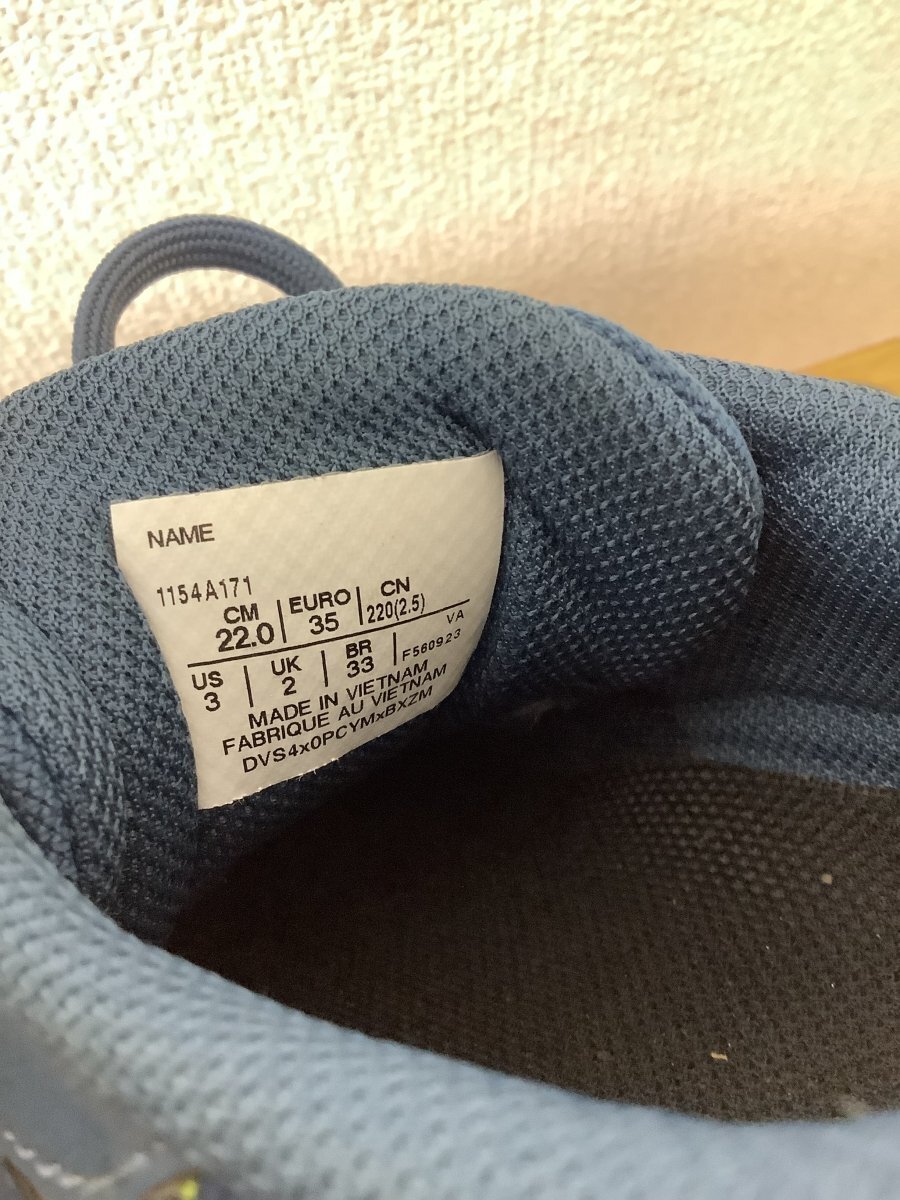 NAME
1154A171
CM EURO CN
22.0 35 220(2.5)
VA
US UK BR F560923
3 2 33
MADE IN VIETNAM
FABRIQUE AU VIETNAM
DVS4x0PCYMxBXZM